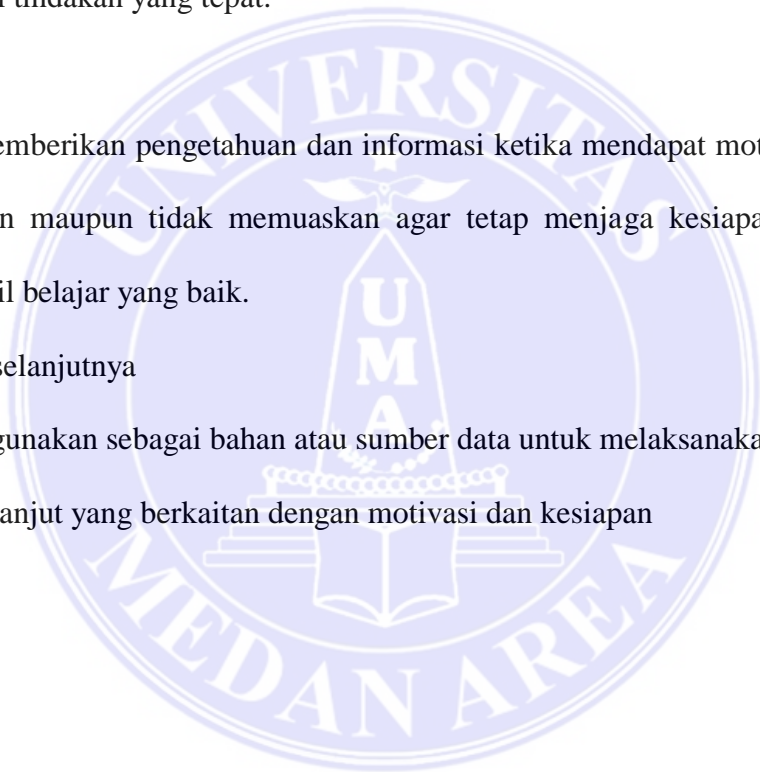 tindakan yang tepat.
emberikan pengetahuan dan informasi ketika mendapat mot
n maupun tidak memuaskan agar tetap menjaga kesiapa
il belajar yang baik.
selanjutnya
gunakan sebagai bahan atau sumber data untuk melaksanaka
anjut yang berkaitan dengan motivasi dan kesiapan
UNIVERSITAS
UMA
MEDAN AREA